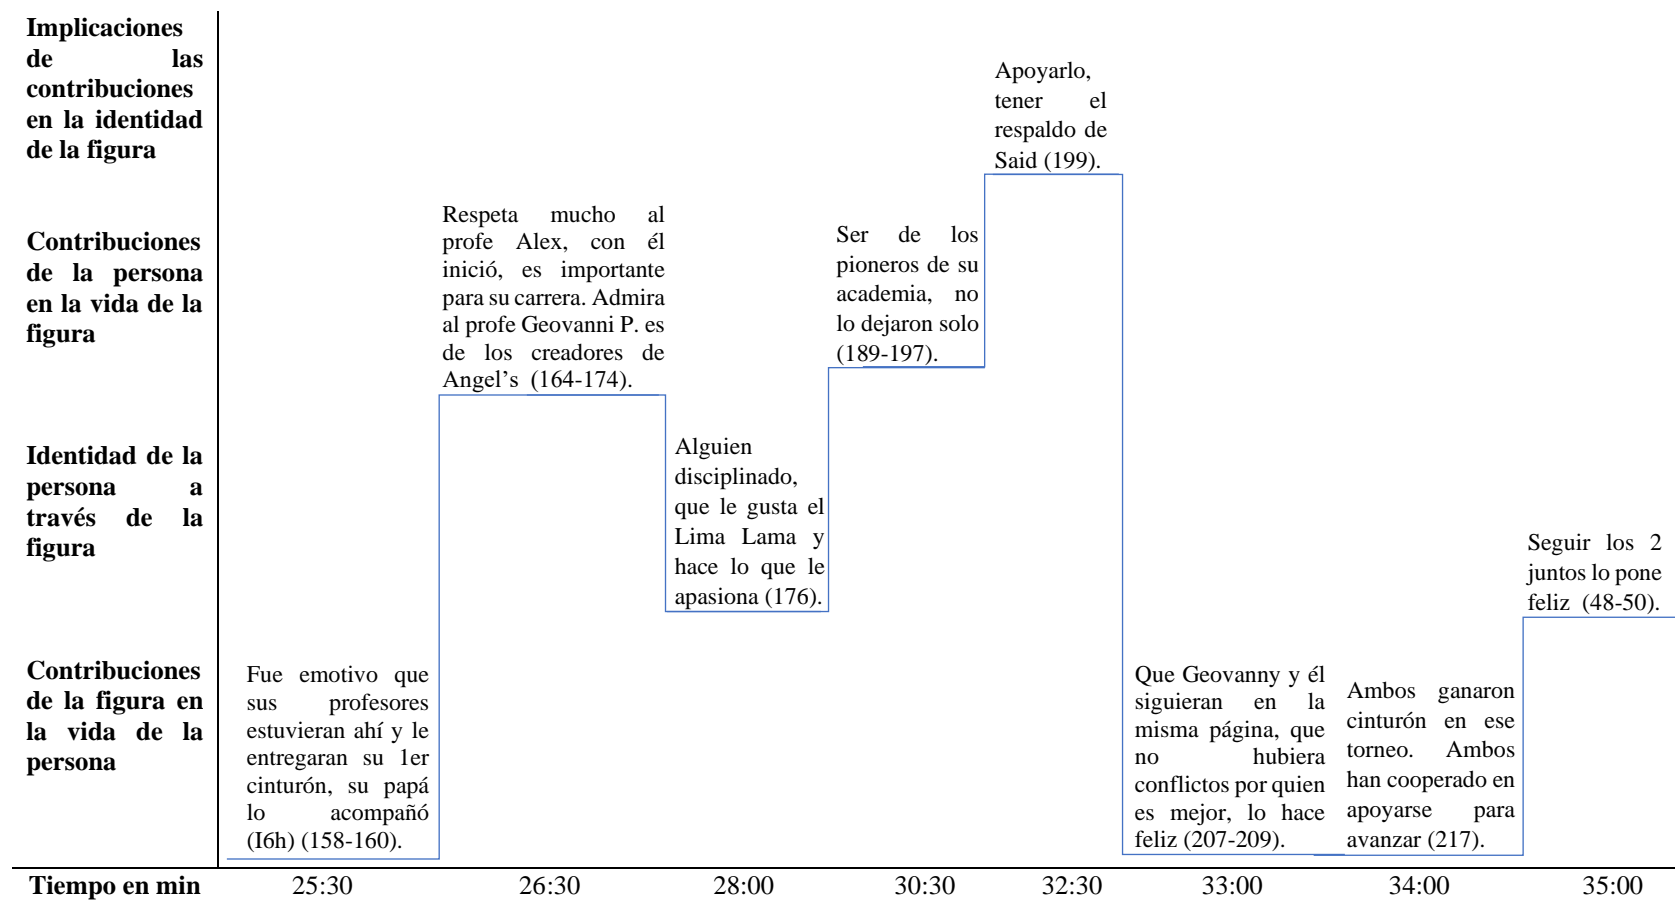 Implicaciones
de las
contribuciones
en la identidad
de la figura
Apoyarlo,
tener el
respaldo de
Said (199).
Contribuciones
de la persona
en la vida de la
figura
Respeta mucho al
profe Alex, con él
inició, es importante
para su carrera. Admira
al profe Geovanni P. es
de los creadores de
Angel’s (164-174).
Ser de los
pioneros de su
academia, no
lo dejaron solo
(189-197).
Identidad de la
persona a
través de la
figura
Alguien
disciplinado,
que le gusta el
Lima Lama y
hace lo que le
apasiona (176).
Seguir los 2
juntos lo pone
feliz (48-50).
Contribuciones
de la figura en
la vida de la
persona
Fue emotivo que
sus profesores
estuvieran ahí y le
entregaran su 1er
cinturón, su papá
lo acompañó
(I6h) (158-160).
Que Geovanny y él
siguieran en la
misma página, que
no hubiera
conflictos por quien
es mejor, lo hace
feliz (207-209).
Ambos ganaron
cinturón en ese
torneo. Ambos
han cooperado en
apoyarse para
avanzar (217).
Tiempo en min 25:30 26:30 28:00 30:30 32:30 33:00 34:00 35:00